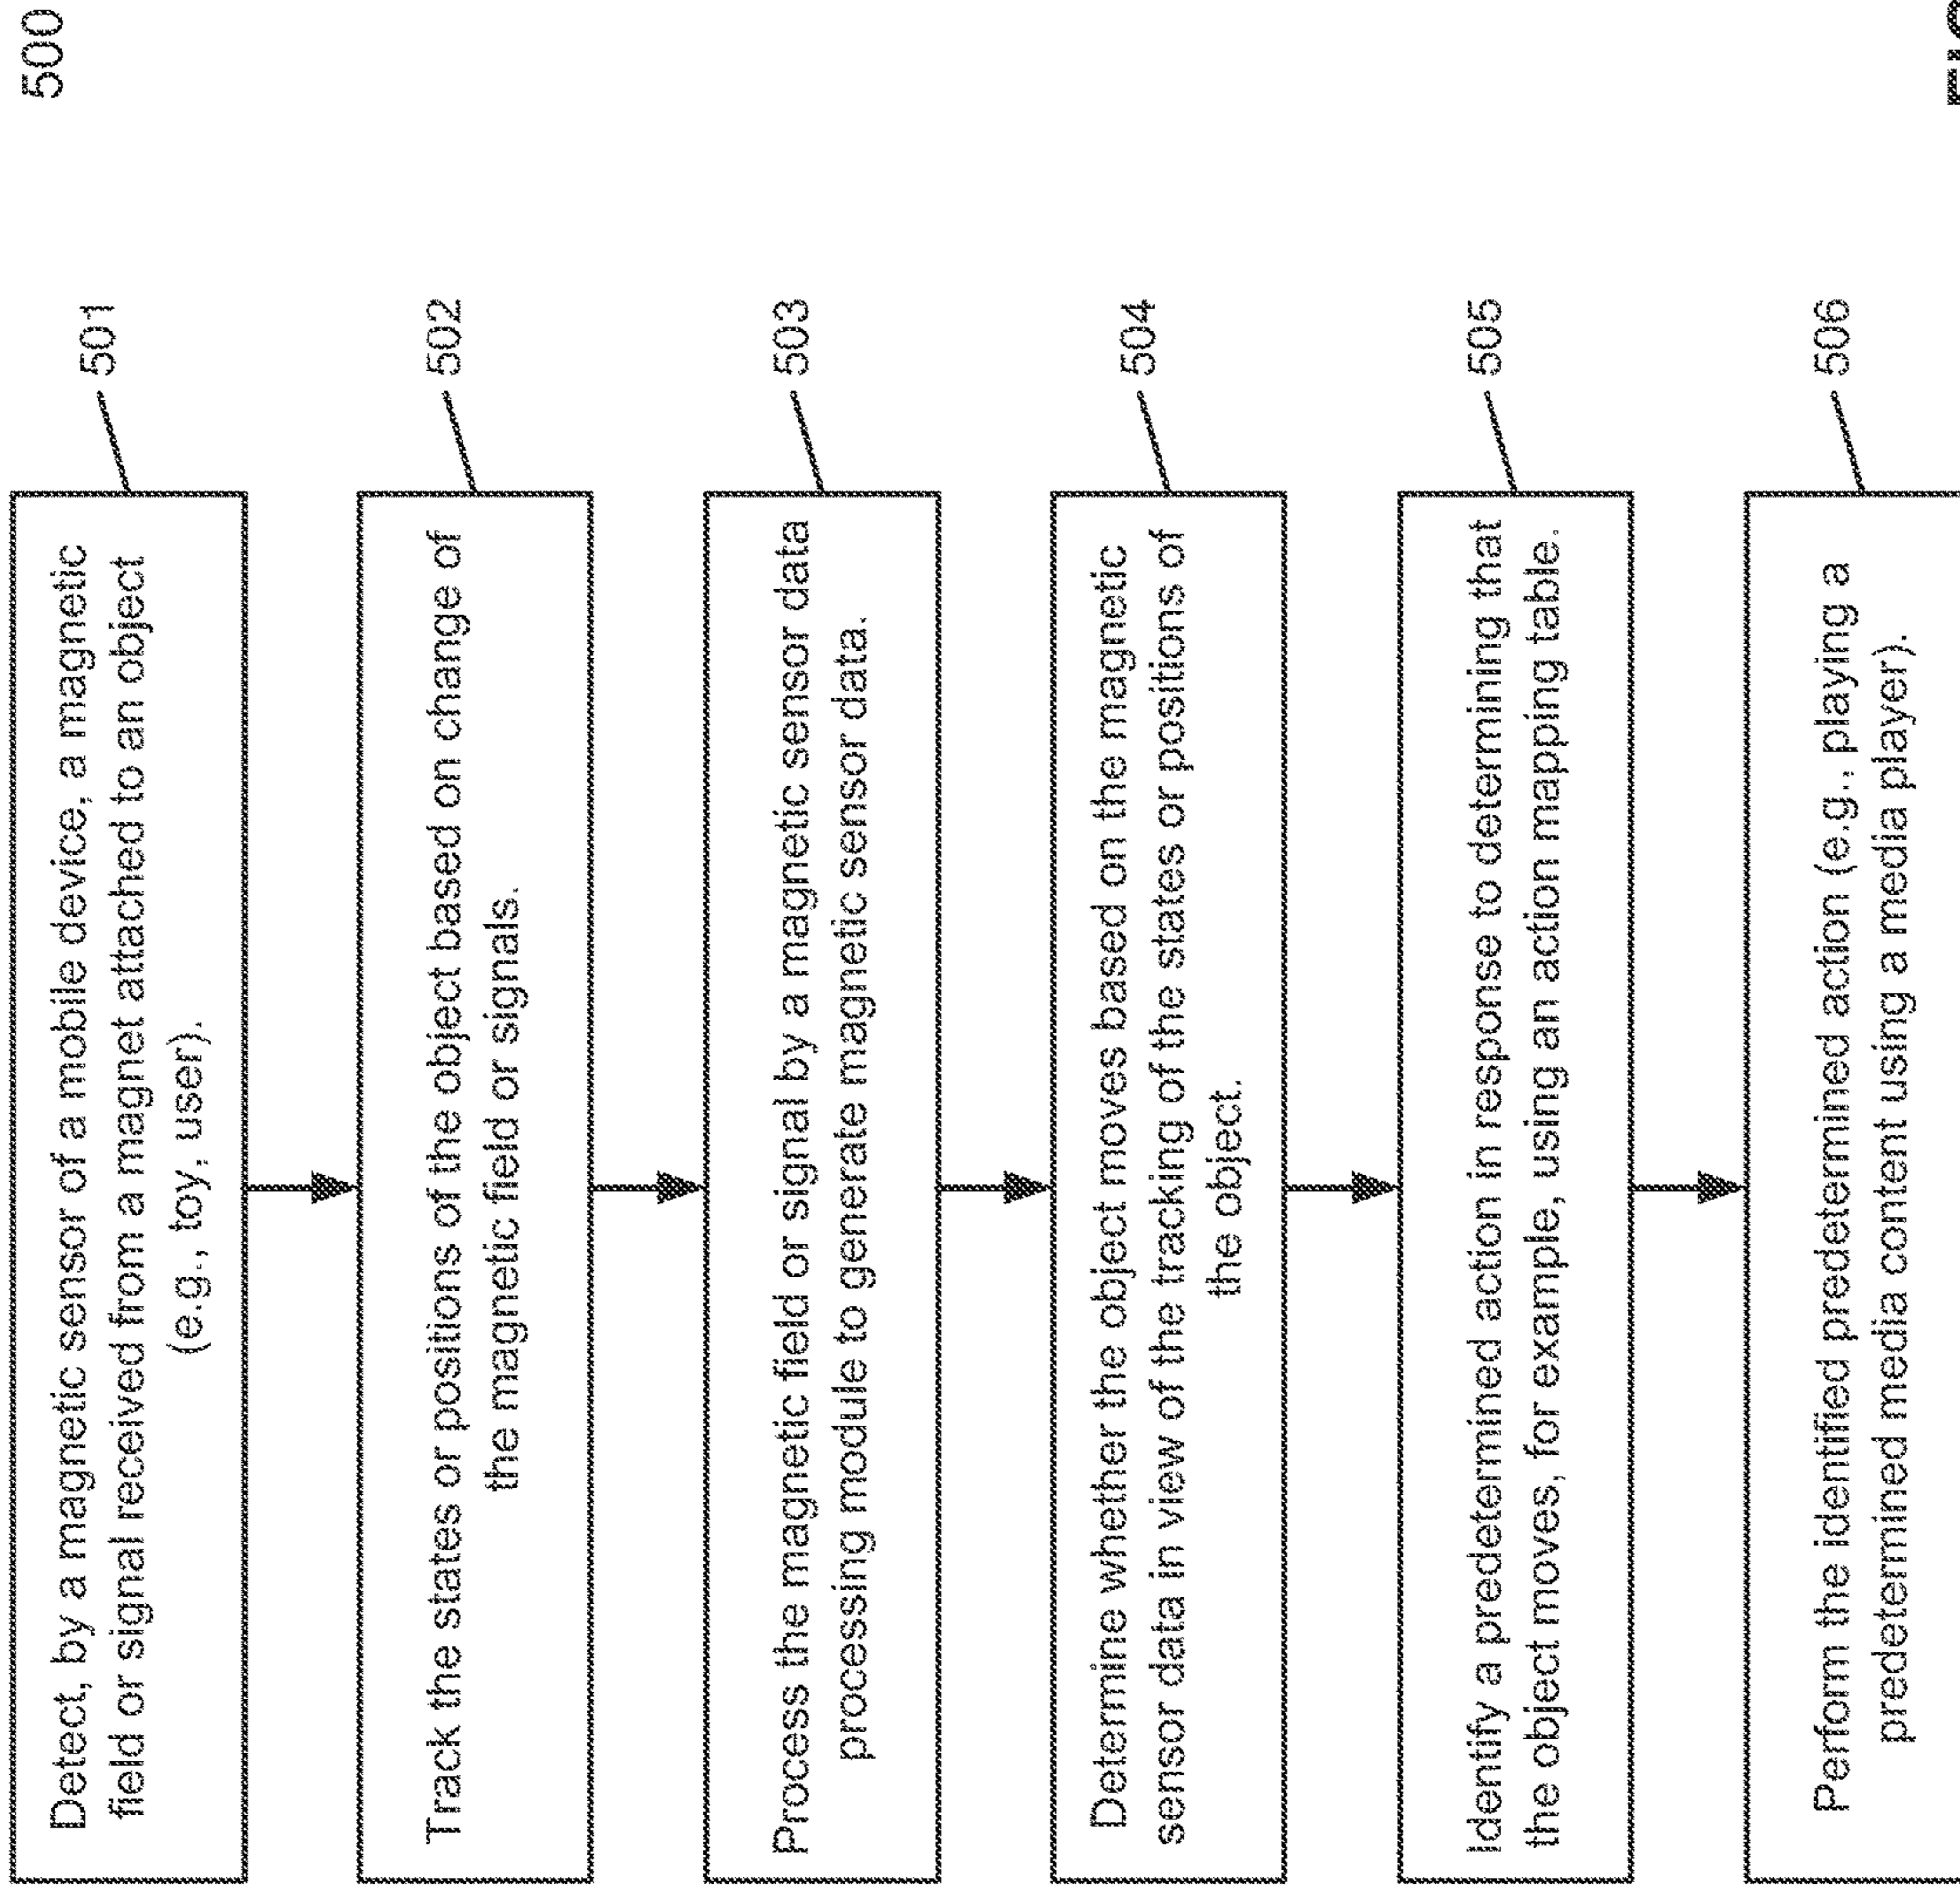 500
Detect, by a magnetic sensor of a mobile device, a magnetic
field or signal received from a magnet attached to an object
(e.g., toy, user).
501
Track the states or positions of the object based on change of
the magnetic field or signals.
502
Process the magnetic field or signal by a magnetic sensor data
processing module to generate magnetic sensor data.
503
Determine whether the object moves based on the magnetic
sensor data in view of the tracking of the states or positions of
the object.
504
Identify a predetermined action in response to determining that
the object moves, for example, using an action mapping table.
505
Perform the identified predetermined action (e.g., playing a
predetermined media content using a media player).
506